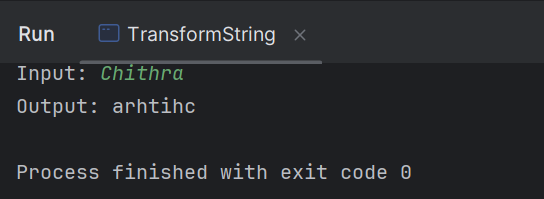 Run TransformString
Input: Chithra
Output: arhtihc
Process finished with exit code 0